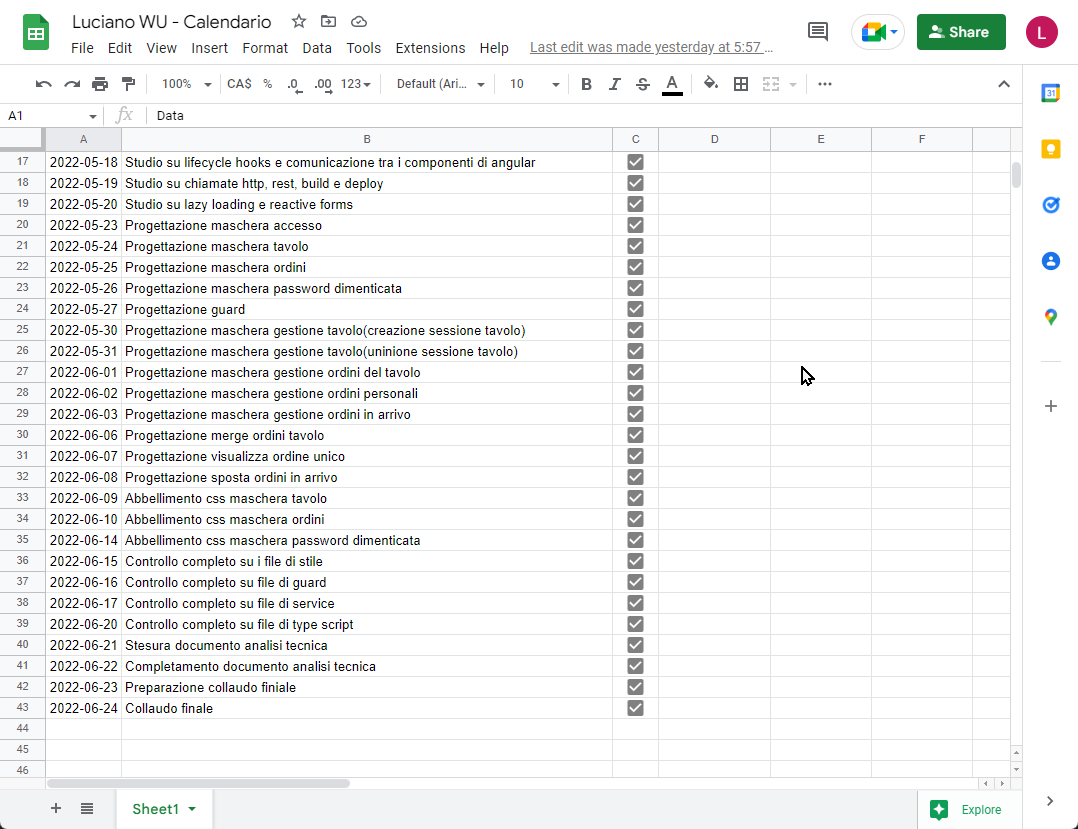 Luciano WU - Calendario
File Edit View Insert Format Data Tools Extensions Help Last edit was made yesterday at 5:57 ...
Share
L
100% CA$ % .0 .00 123 Default (Ari... 10 B I S A
31
A1 fx Data
A B C D E F
17 2022-05-18 Studio su lifecycle hooks e comunicazione tra i componenti di angular
18 2022-05-19 Studio su chiamate http, rest, build e deploy
19 2022-05-20 Studio su lazy loading e reactive forms
20 2022-05-23 Progettazione maschera accesso
21 2022-05-24 Progettazione maschera tavolo
22 2022-05-25 Progettazione maschera ordini
23 2022-05-26 Progettazione maschera password dimenticata
24 2022-05-27 Progettazione guard
25 2022-05-30 Progettazione maschera gestione tavolo(creazione sessione tavolo)
26 2022-05-31 Progettazione maschera gestione tavolo(uninione sessione tavolo)
27 2022-06-01 Progettazione maschera gestione ordini del tavolo
28 2022-06-02 Progettazione maschera gestione ordini personali
29 2022-06-03 Progettazione maschera gestione ordini in arrivo
30 2022-06-06 Progettazione merge ordini tavolo
31 2022-06-07 Progettazione visualizza ordine unico
32 2022-06-08 Progettazione sposta ordini in arrivo
33 2022-06-09 Abbellimento css maschera tavolo
34 2022-06-10 Abbellimento css maschera ordini
35 2022-06-14 Abbellimento css maschera password dimenticata
36 2022-06-15 Controllo completo su i file di stile
37 2022-06-16 Controllo completo su file di guard
38 2022-06-17 Controllo completo su file di service
39 2022-06-20 Controllo completo su file di type script
40 2022-06-21 Stesura documento analisi tecnica
41 2022-06-22 Completamento documento analisi tecnica
42 2022-06-23 Preparazione collaudo finiale
43 2022-06-24 Collaudo finale
44
45
46
Sheet1
Explore